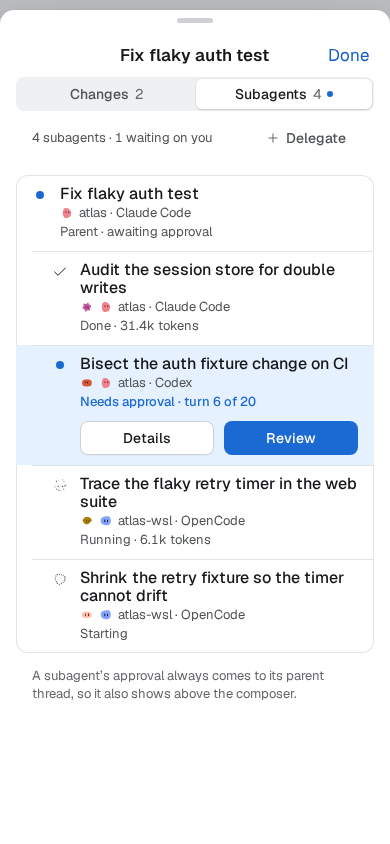 Fix flaky auth test
Done
Changes 2
Subagents 4
4 subagents · 1 waiting on you
+ Delegate
Fix flaky auth test
atlas · Claude Code
Parent · awaiting approval
Audit the session store for double
writes
atlas · Claude Code
Done · 31.4k tokens
Bisect the auth fixture change on CI
atlas · Codex
Needs approval · turn 6 of 20
Details
Review
Trace the flaky retry timer in the web
suite
atlas-wsl · OpenCode
Running · 6.1k tokens
Shrink the retry fixture so the timer
cannot drift
atlas-wsl · OpenCode
Starting
A subagent’s approval always comes to its parent
thread, so it also shows above the composer.